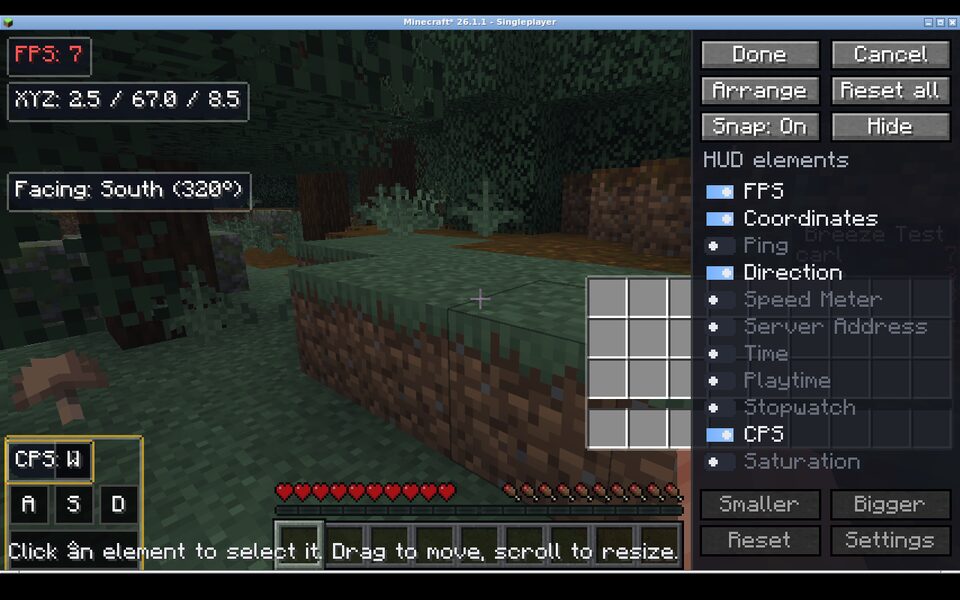 Minecraft* 26.1.1 - Singleplayer
FPS: 7
XYZ: 2.5 / 67.0 / 8.5
Facing: South (320°)
CPS: W
A S D
Click an element to select it. Drag to move, scroll to resize.
Done Cancel
Arrange Reset all
Snap: On Hide
HUD elements
FPS
Coordinates
Breeze Test
Ping
carl
Direction
Speed Meter
Server Address
Time
Playtime
Stopwatch
CPS
Saturation
Smaller Bigger
Reset Settings